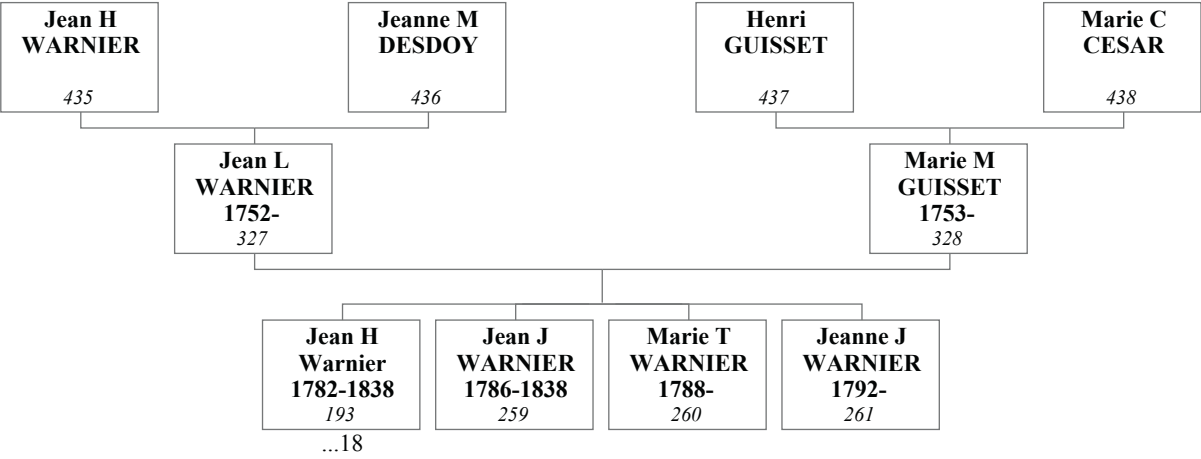 Jean H
WARNIER
435
Jeanne M
DESDOY
436
Henri
GUISSET
437
Marie C
CESAR
438
Jean L
WARNIER
1752-
327
Marie M
GUISSET
1753-
328
Jean H
Warnier
1782-1838
193
Jean J
WARNIER
1786-1838
259
Marie T
WARNIER
1788-
260
Jeanne J
WARNIER
1792-
261
...18